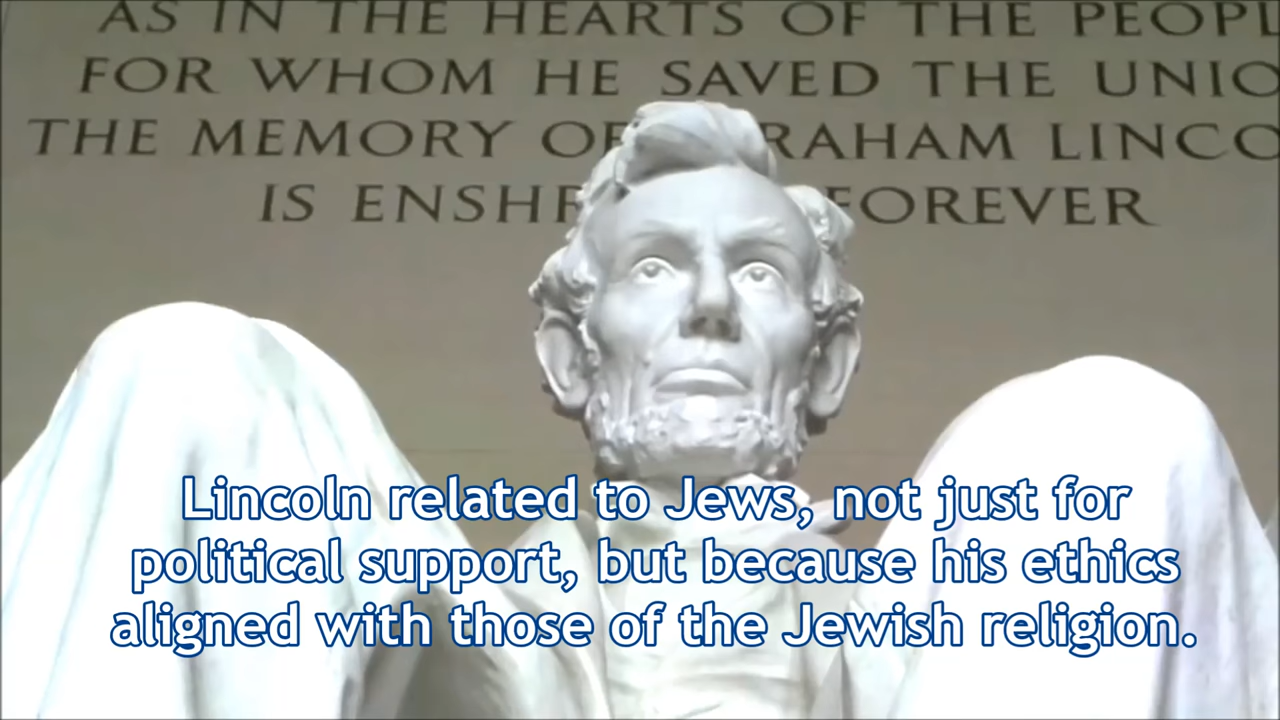 AS IN THE HEARTS OF THE
FOR WHOM HE SAVED THE
THE MEMORY
IS FOREVER
Lincoln related to Jews, not just for
political support, but because his ethics
aligned with those of the Jewish religion.